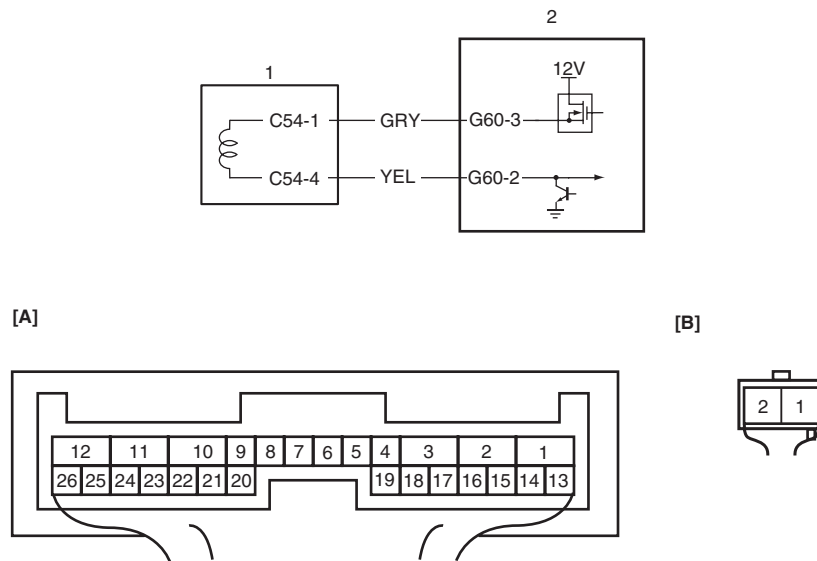 2
1
12V
C54-1 GRY G60-3
C54-4 YEL G60-2
[A]
[B]
2 1
12 11 10 9 8 7 6 5 4 3 2 1
26 25 24 23 22 21 20 19 18 17 16 15 14 13